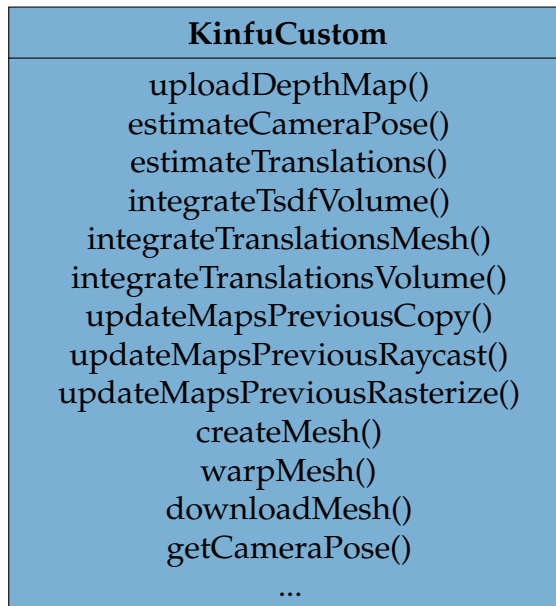 KinfuCustom
uploadDepthMap()
estimateCameraPose()
estimateTranslations()
integrateTsdfVolume()
integrateTranslationsMesh()
integrateTranslationsVolume()
updateMapsPreviousCopy()
updateMapsPreviousRaycast()
updateMapsPreviousRasterize()
createMesh()
warpMesh()
downloadMesh()
getCameraPose()
...